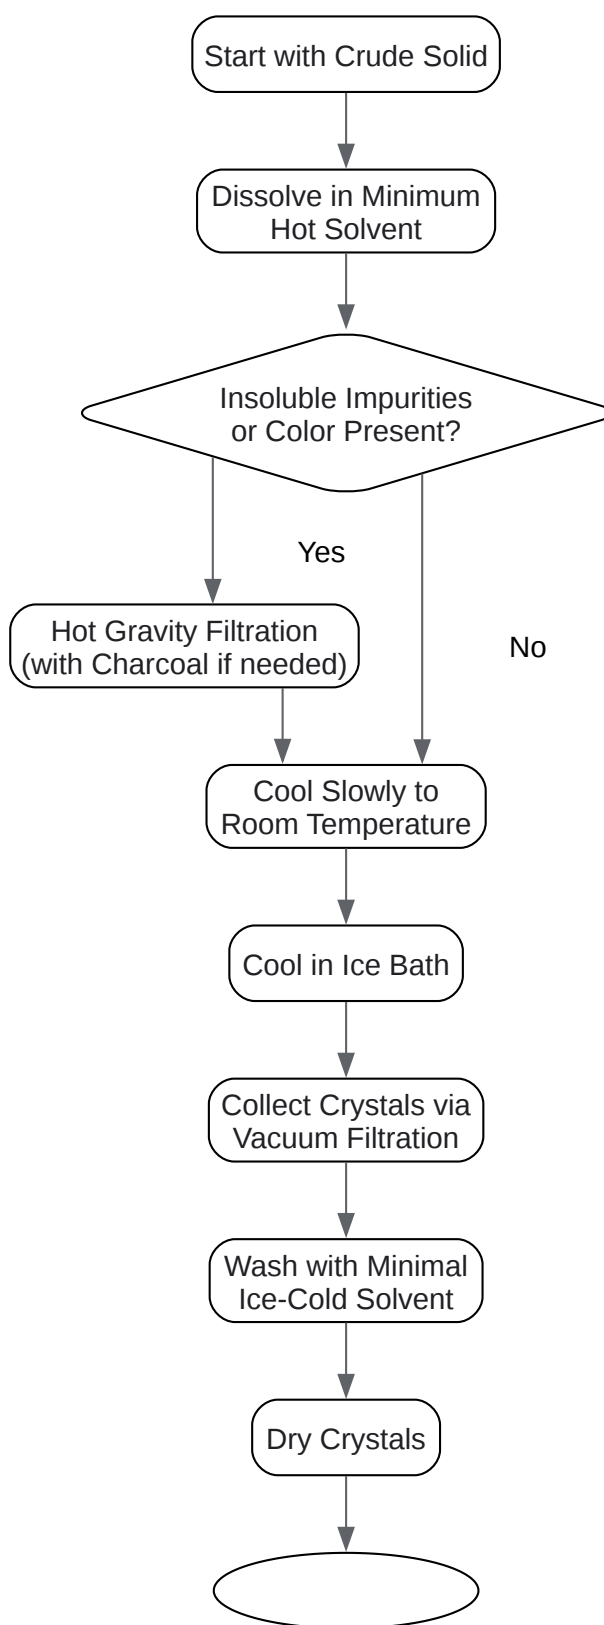 Start with Crude Solid
Dissolve in Minimum
Hot Solvent
Insoluble Impurities
or Color Present?
Yes
Hot Gravity Filtration
(with Charcoal if needed)
No
Cool Slowly to
Room Temperature
Cool in Ice Bath
Collect Crystals via
Vacuum Filtration
Wash with Minimal
Ice-Cold Solvent
Dry Crystals